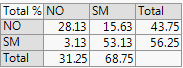 Total % NO SM Total
NO 28.13 15.63 43.75
SM 3.13 53.13 56.25
Total 31.25 68.75